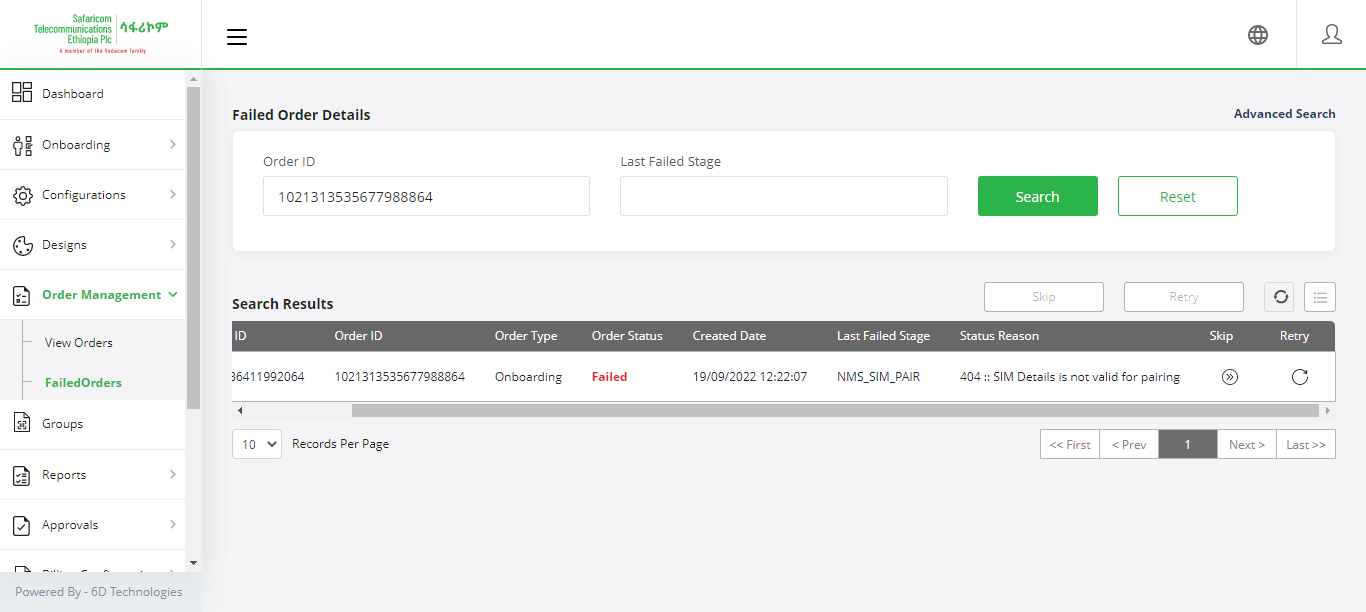 Safaricom
Telecommunications
Ethiopia Plc
ሳፋሪኮም
A member of the Vodacom family
Dashboard
Onboarding
Configurations
Designs
Order Management
View Orders
FailedOrders
Groups
Reports
Approvals
Powered By - 6D Technologies
Failed Order Details
Advanced Search
Order ID
Last Failed Stage
1021313535677988864
Search
Reset
Search Results
Skip
Retry
ID Order ID Order Type Order Status Created Date Last Failed Stage Status Reason Skip Retry
36411992064 1021313535677988864 Onboarding Failed 19/09/2022 12:22:07 NMS_SIM_PAIR 404 :: SIM Details is not valid for pairing
10 Records Per Page
<< First < Prev 1 Next > Last >>